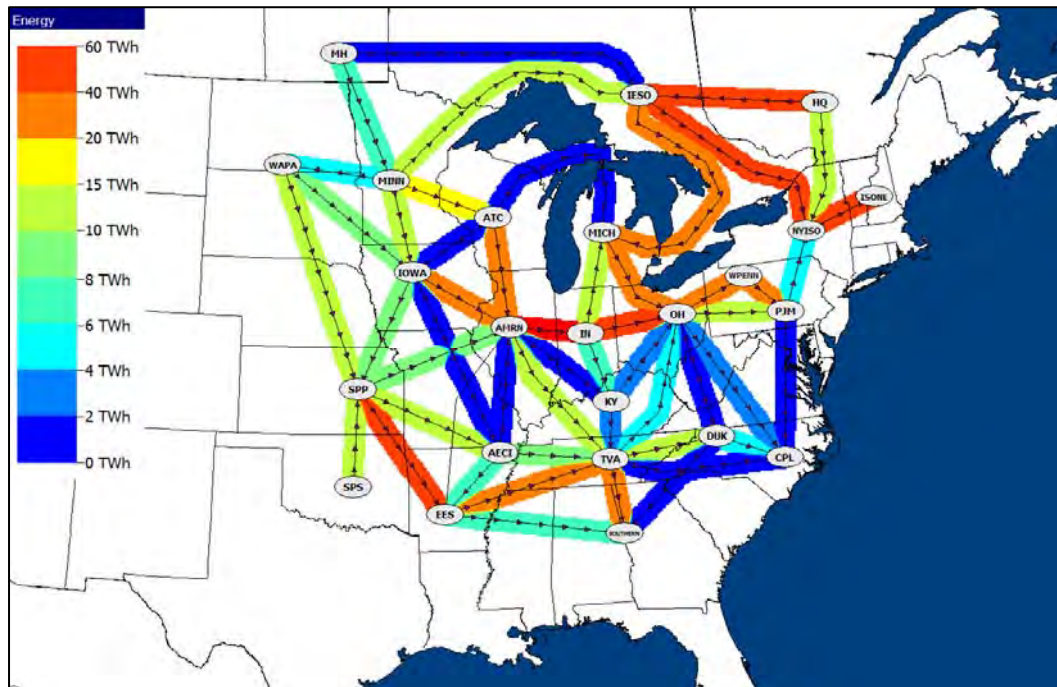 Energy
60 TWh
40 TWh
20 TWh
15 TWh
10 TWh
8 TWh
6 TWh
4 TWh
2 TWh
0 TWh
MH
IESO
HQ
WAPA
MINN
ISONE
ATC
MICH
NYISO
IOWA
WPENN
OH
PJM
AMRN
IN
SPP
KY
DUK
AECI
TVA
CPL
SPS
EES
SOUTHERN